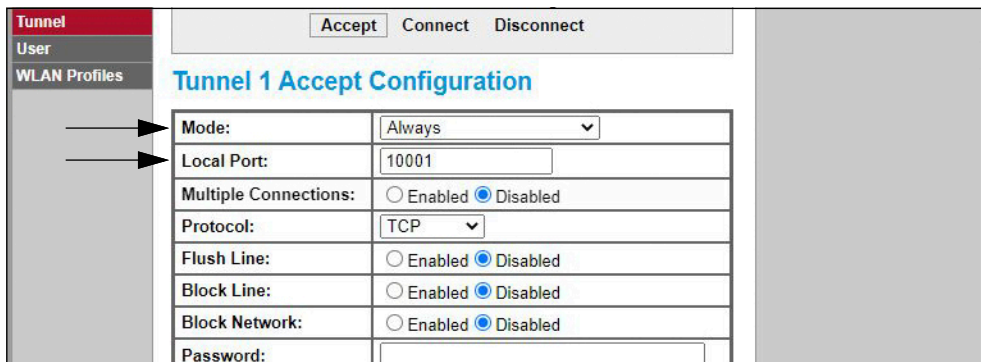 Tunnel
User
WLAN Profiles
Accept Connect Disconnect
Tunnel 1 Accept Configuration
Mode: Always
Local Port: 10001
Multiple Connections: Enabled Disabled
Protocol: TCP
Flush Line: Enabled Disabled
Block Line: Enabled Disabled
Block Network: Enabled Disabled
Password: